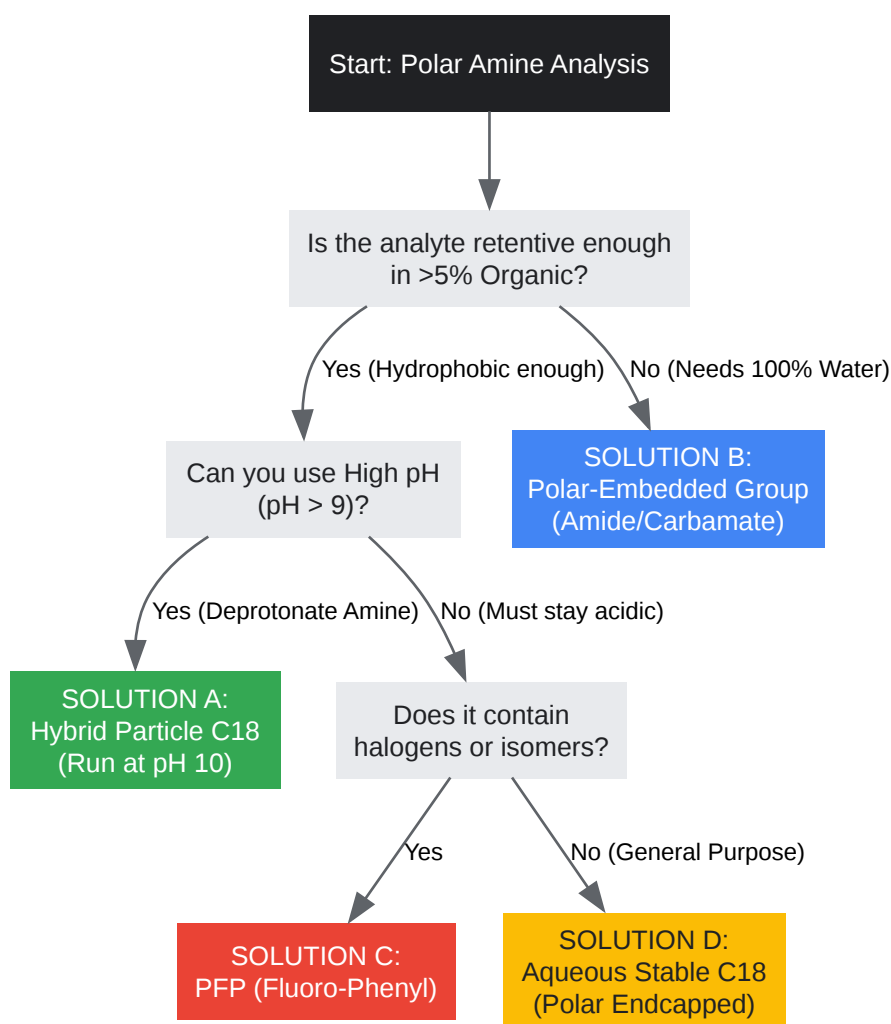 Start: Polar Amine Analysis
Is the analyte retentive enough
in >5% Organic?
Yes (Hydrophobic enough)
No (Needs 100% Water)
Can you use High pH
(pH > 9)?
SOLUTION B:
Polar-Embedded Group
(Amide/Carbamate)
Yes (Deprotonate Amine)
No (Must stay acidic)
SOLUTION A:
Hybrid Particle C18
(Run at pH 10)
Does it contain
halogens or isomers?
Yes
No (General Purpose)
SOLUTION C:
PFP (Fluoro-Phenyl)
SOLUTION D:
Aqueous Stable C18
(Polar Endcapped)